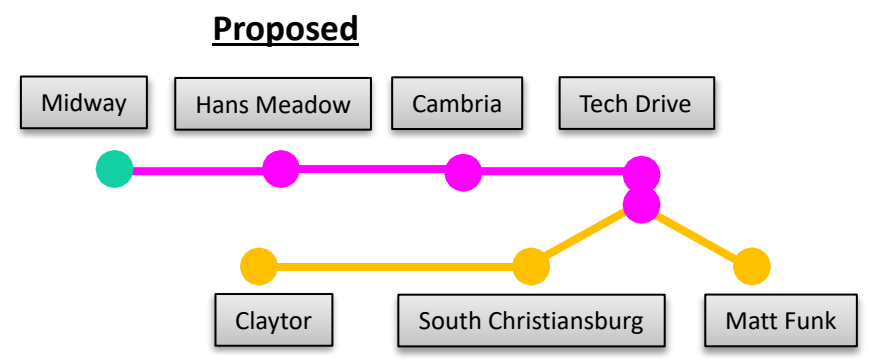 Proposed
Midway
Hans Meadow
Cambria
Tech Drive
Claytor
South Christiansburg
Matt Funk